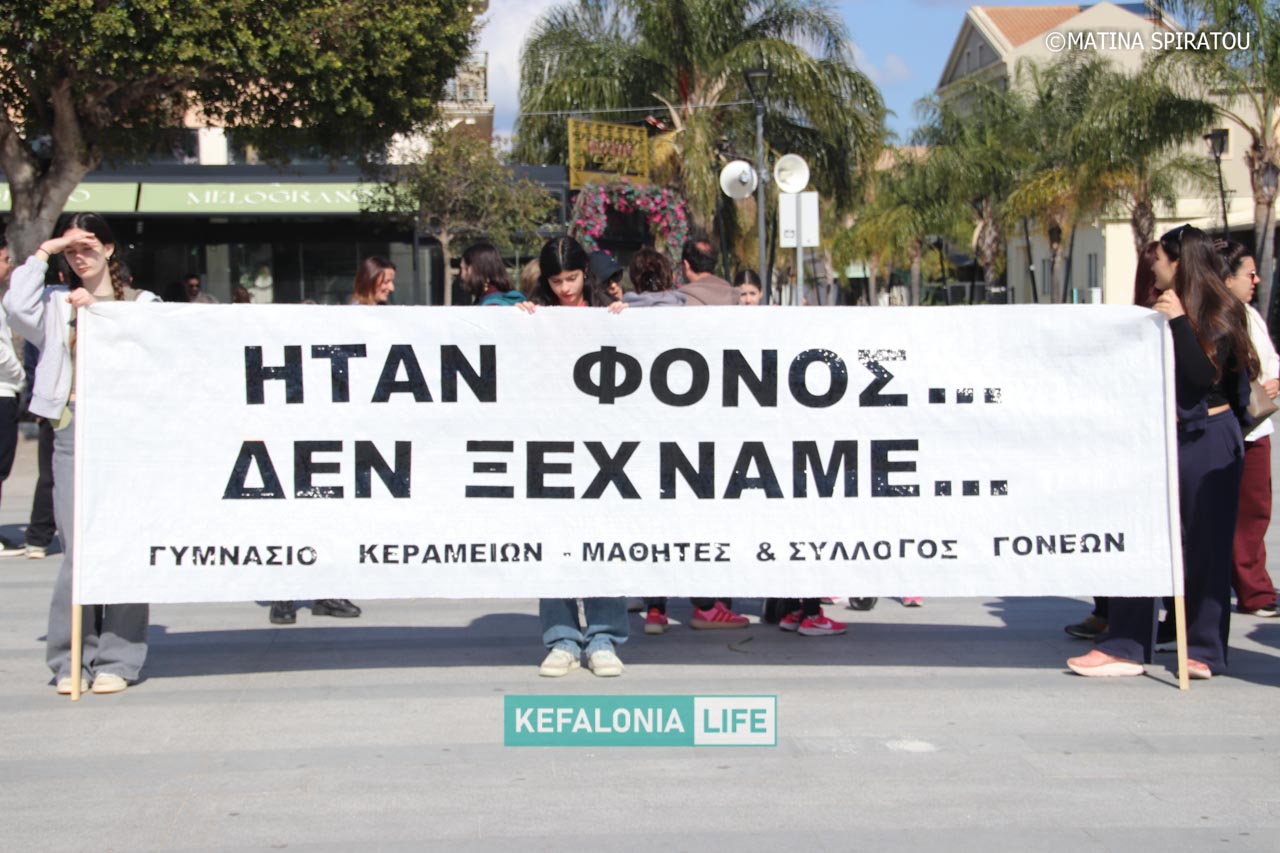 ©MATINA SPIRATOU
MELOGRANO
ΗΤΑΝ ΦΟΝΟΣ...
ΔΕΝ ΞΕΧΝΑΜΕ...
ΓΥΜΝΑΣΙΟ ΚΕΡΑΜΕΙΩΝ - ΜΑΘΗΤΕΣ & ΣΥΛΛΟΓΟΣ ΓΟΝΕΩΝ
KEFALONIA LIFE